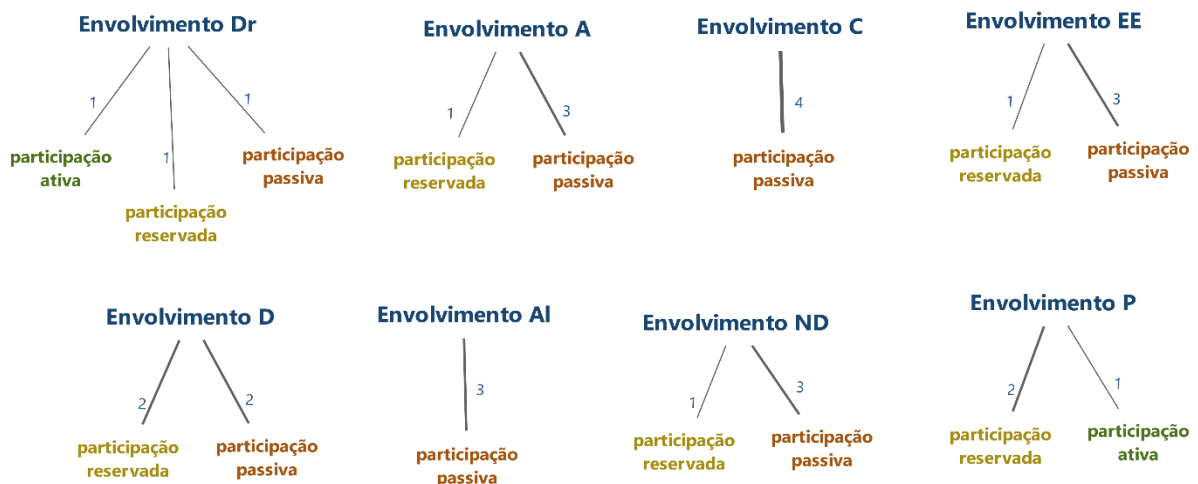 Envolvimento Dr
1
1
1
participação
ativa
participação
reservada
participação
passiva
Envolvimento A
1
3
participação
reservada
participação
passiva
Envolvimento C
4
participação
passiva
Envolvimento EE
1
3
participação
reservada
participação
passiva
Envolvimento D
2
2
participação
reservada
participação
passiva
Envolvimento Al
3
participação
passiva
Envolvimento ND
1
3
participação
reservada
participação
passiva
Envolvimento P
2
1
participação
reservada
participação
ativa